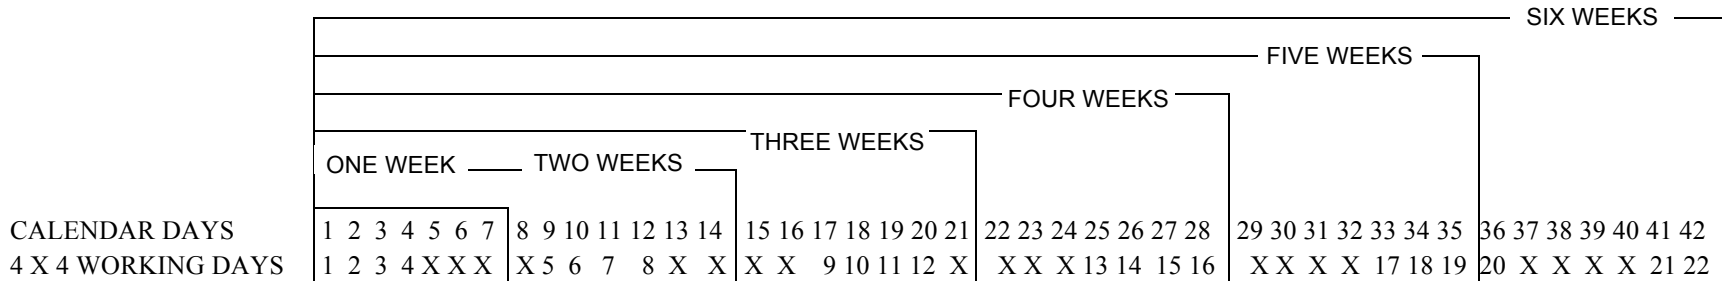 SIX WEEKS
FIVE WEEKS
FOUR WEEKS
THREE WEEKS
ONE WEEK TWO WEEKS
CALENDAR DAYS 1 2 3 4 5 6 7 8 9 10 11 12 13 14 15 16 17 18 19 20 21 22 23 24 25 26 27 28 29 30 31 32 33 34 35 36 37 38 39 40 41 42
4 X 4 WORKING DAYS 1 2 3 4 X X X X 5 6 7 8 X X X X 9 10 11 12 X X X X 13 14 15 16 X X X X 17 18 19 20 X X X X 21 22